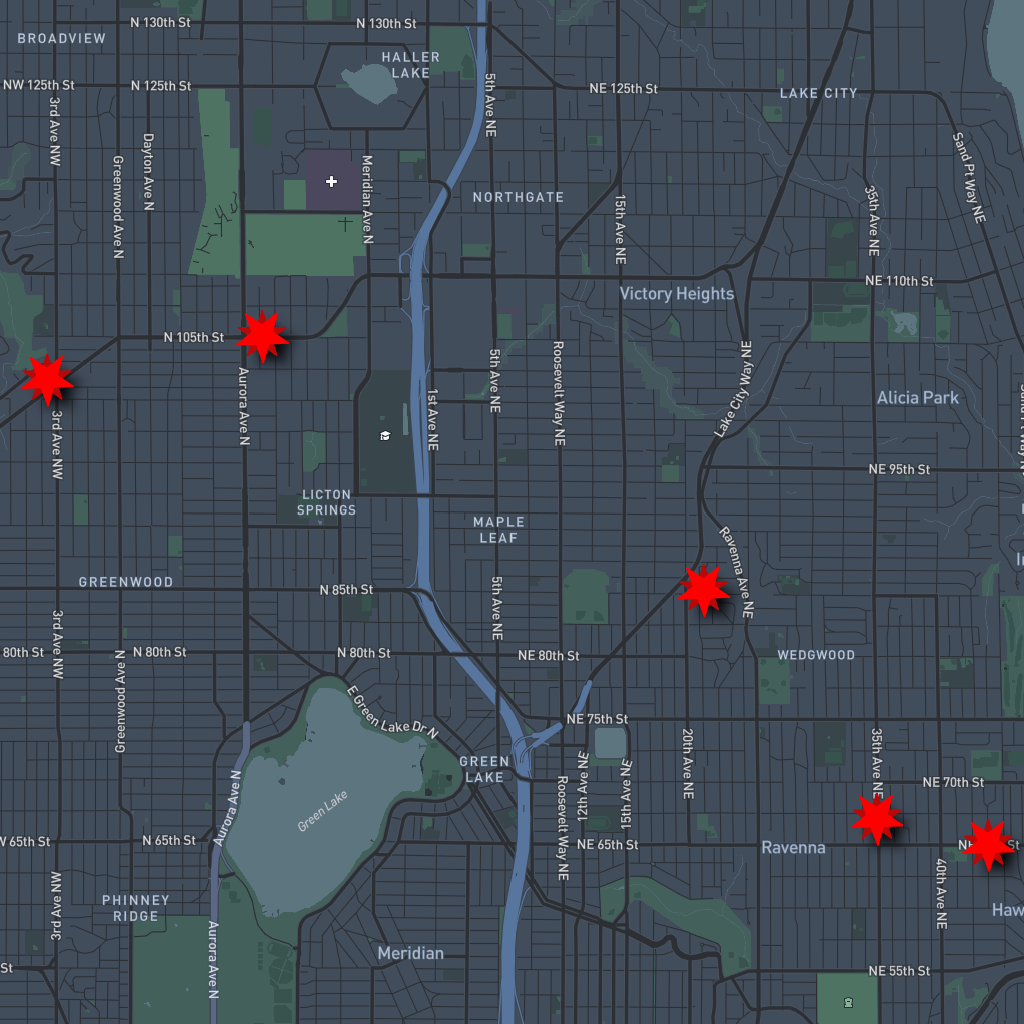 N 130th St
N 130th St
BROADVIEW
HALLER
LAKE
NW 125th St
N 125th St
5th Ave NE
NE 125th St
LAKE CITY
3rd Ave NW
Dayton Ave N
Greenwood Ave N
Meridian Ave N
NORTHGATE
15th Ave NE
35th Ave NE
Sand Pt Way NE
NE 110th St
Victory Heights
N 105th St
Aurora Ave N
5th Ave NE
Roosevelt Way NE
Lake City Way NE
1st Ave NE
Alicia Park
3rd Ave NW
NE 95th St
LICTON
SPRINGS
MAPLE
LEAF
Ravenna Ave NE
GREENWOOD
N 85th St
5th Ave NE
3rd Ave NW
80th St
N 80th St
N 80th St
NE 80th St
WEDGWOOD
Greenwood Ave N
E Green Lake Dr N
NE 75th St
GREEN
LAKE
20th Ave NE
35th Ave NE
12th Ave NE
15th Ave NE
Roosevelt Way NE
NE 70th St
Aurora Ave N
Green Lake
W 65th St
N 65th St
NE 65th St
Ravenna
40th Ave NE
3rd Ave NW
PHINNEY
RIDGE
Haw
Aurora Ave N
Meridian
St
NE 55th St